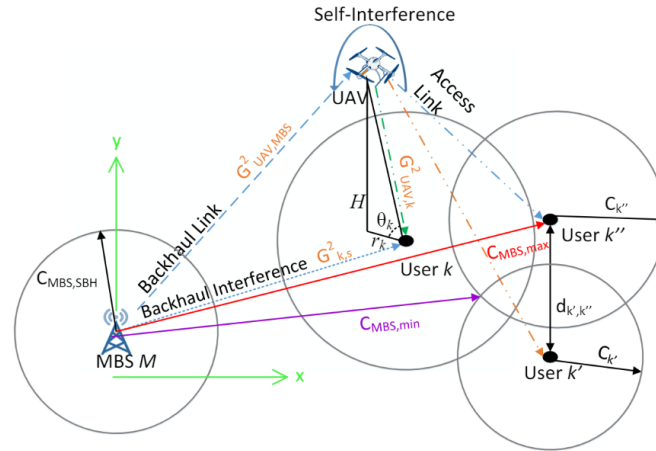 Self-Interference
UAV
Access
Link
y
G²UAV,MBS
G²UAV,k
H
θk
rk
Backhaul Link
Ck''
User k''
CMBS,SBH
G²k,s
User k
CMBS,max
Backhaul Interference
dk',k''
CMBS,min
MBS M
User k'
Ck'
x